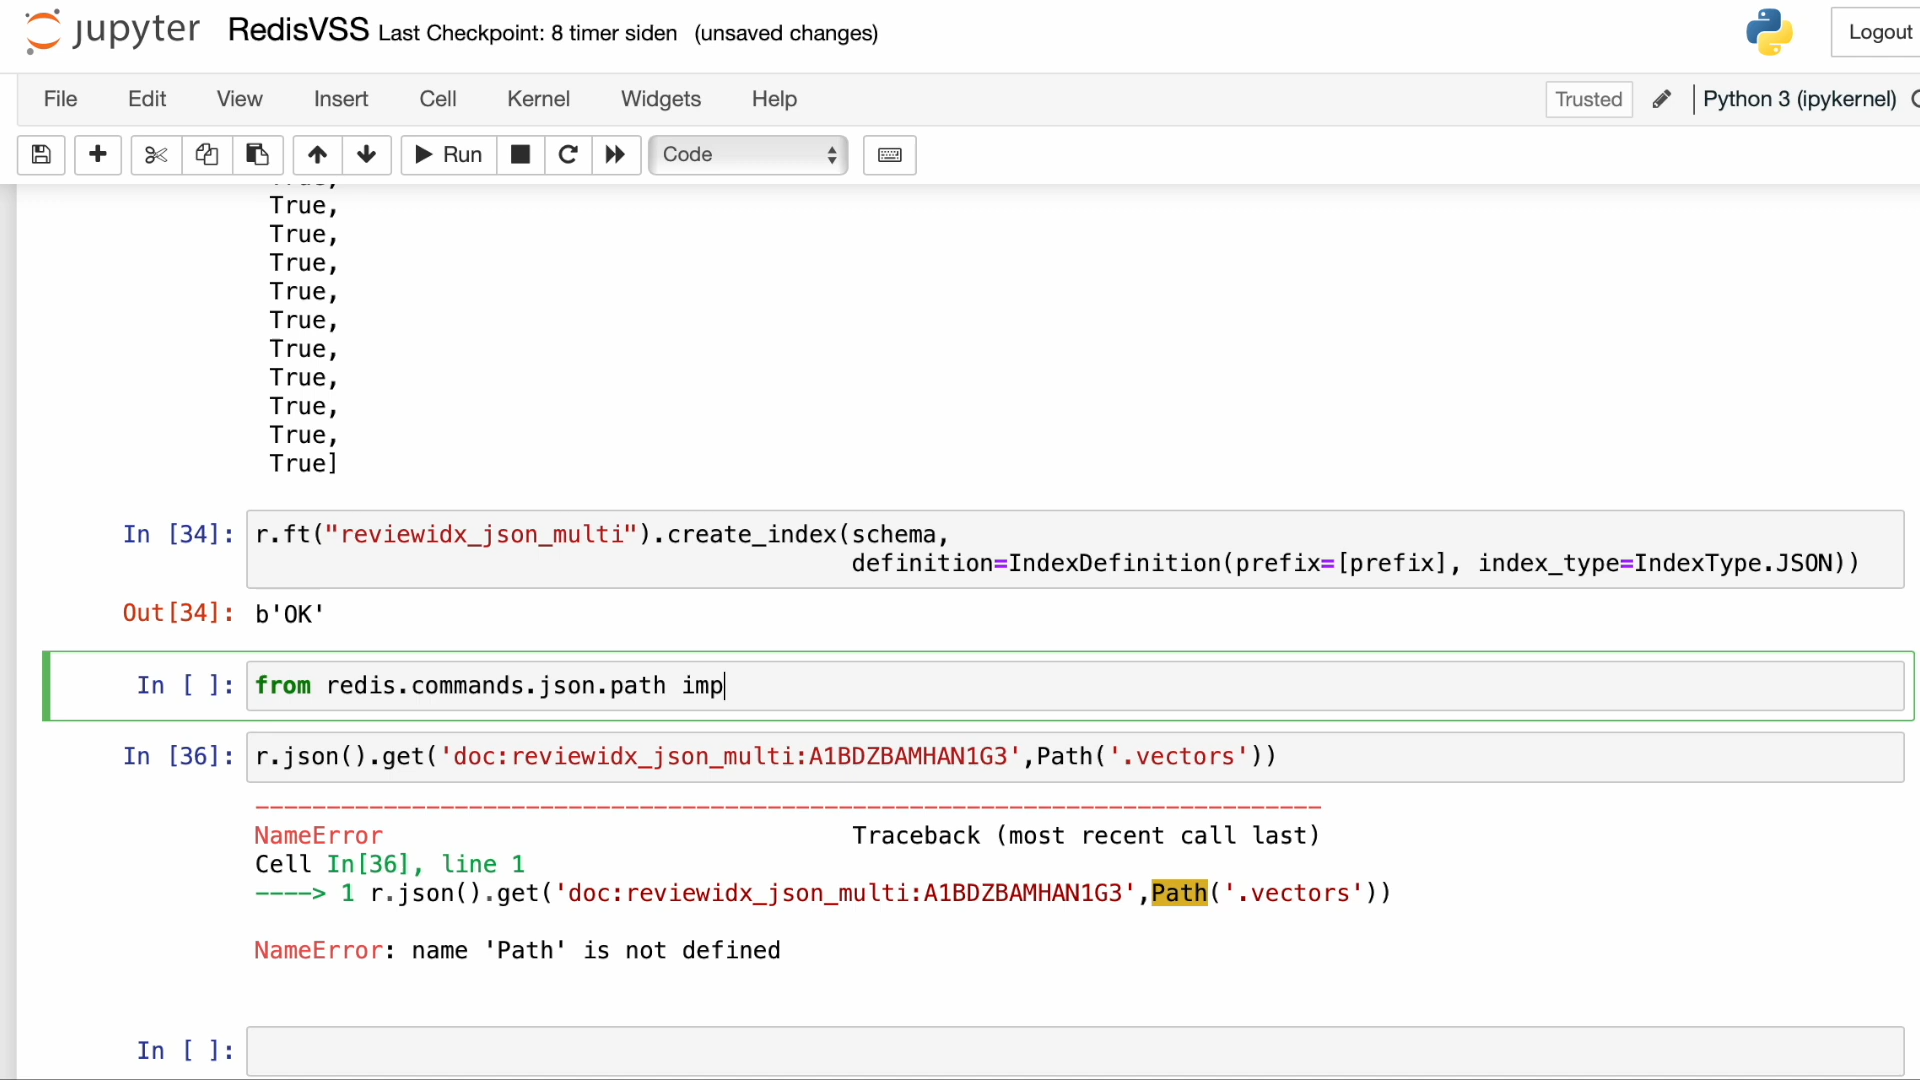 jupyter RedisVSS Last Checkpoint: 8 timer siden (unsaved changes)
Logout
File Edit View Insert Cell Kernel Widgets Help
Trusted Python 3 (ipykernel)
Run Code
True,
True,
True,
True,
True,
True,
True,
True,
True,
True]
In [34]: r.ft("reviewidx_json_multi").create_index(schema,
definition=IndexDefinition(prefix=[prefix], index_type=IndexType.JSON))
Out[34]: b'OK'
In [ ]: from redis.commands.json.path imp
In [36]: r.json().get('doc:reviewidx_json_multi:A1BDZBAMHAN1G3',Path('.vectors'))
---------------------------------------------------------------------------
NameError Traceback (most recent call last)
Cell In[36], line 1
----> 1 r.json().get('doc:reviewidx_json_multi:A1BDZBAMHAN1G3',Path('.vectors'))
NameError: name 'Path' is not defined
In [ ]: